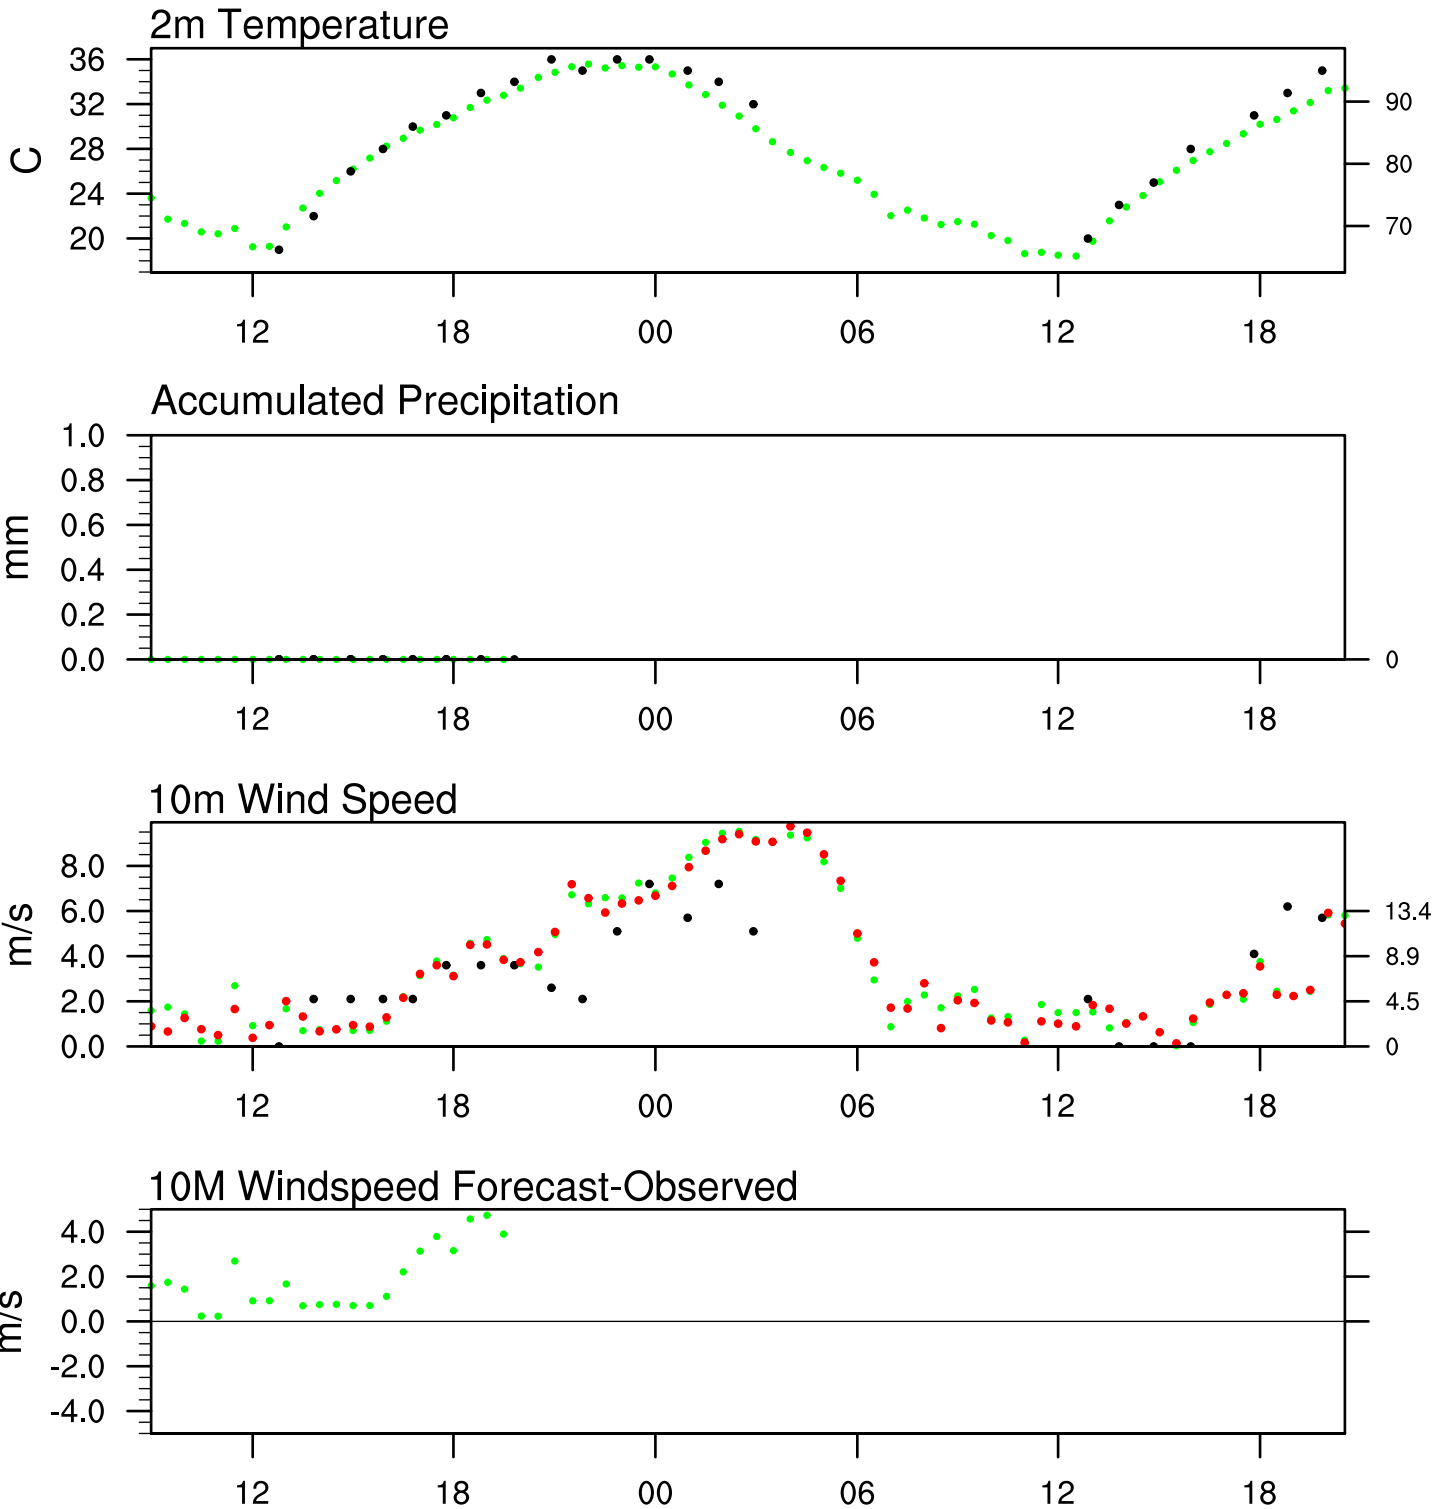 2m Temperature
36
32
28
24
20
C
90
80
70
12 18 00 06 12 18
Accumulated Precipitation
1.0
0.8
0.6
0.4
0.2
0.0
mm
0
12 18 00 06 12 18
10m Wind Speed
8.0
6.0
4.0
2.0
0.0
m/s
13.4
8.9
4.5
0
12 18 00 06 12 18
10M Windspeed Forecast-Observed
4.0
2.0
0.0
-2.0
-4.0
m/s
12 18 00 06 12 18